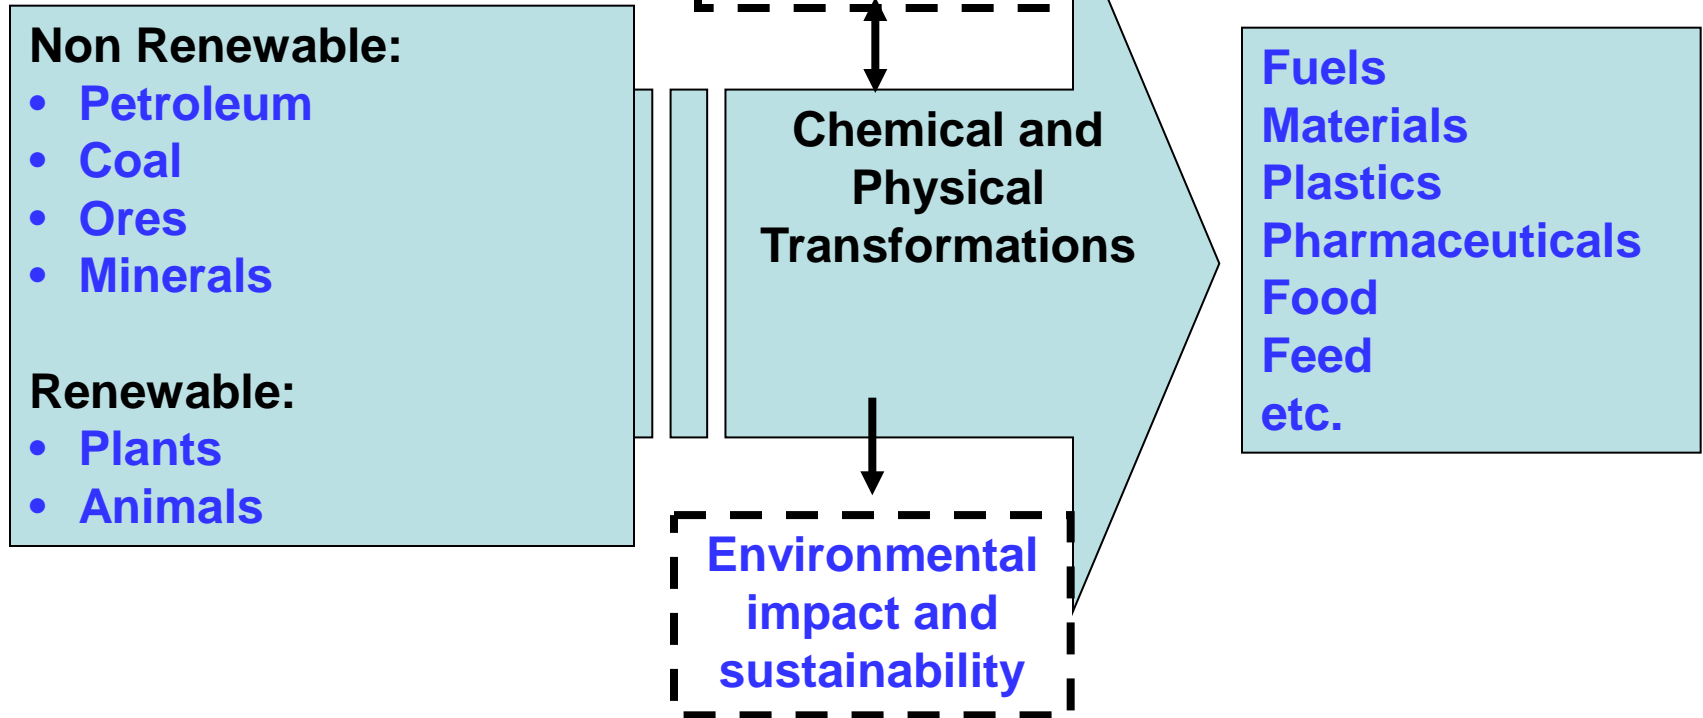 Non Renewable:
• Petroleum
• Coal
• Ores
• Minerals
Renewable:
• Plants
• Animals
Chemical and
Physical
Transformations
Environmental
impact and
sustainability
Fuels
Materials
Plastics
Pharmaceuticals
Food
Feed
etc.